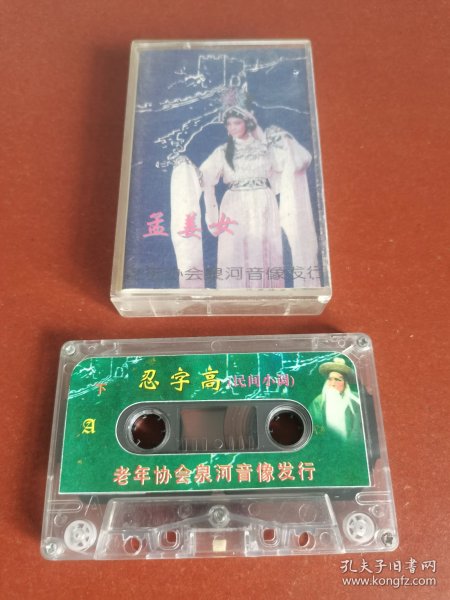 孟姜女
老年协会泉河音像发行
下
忍字高(民间小调)
A
老年协会泉河音像发行
孔夫子旧书网
www.kongfz.com